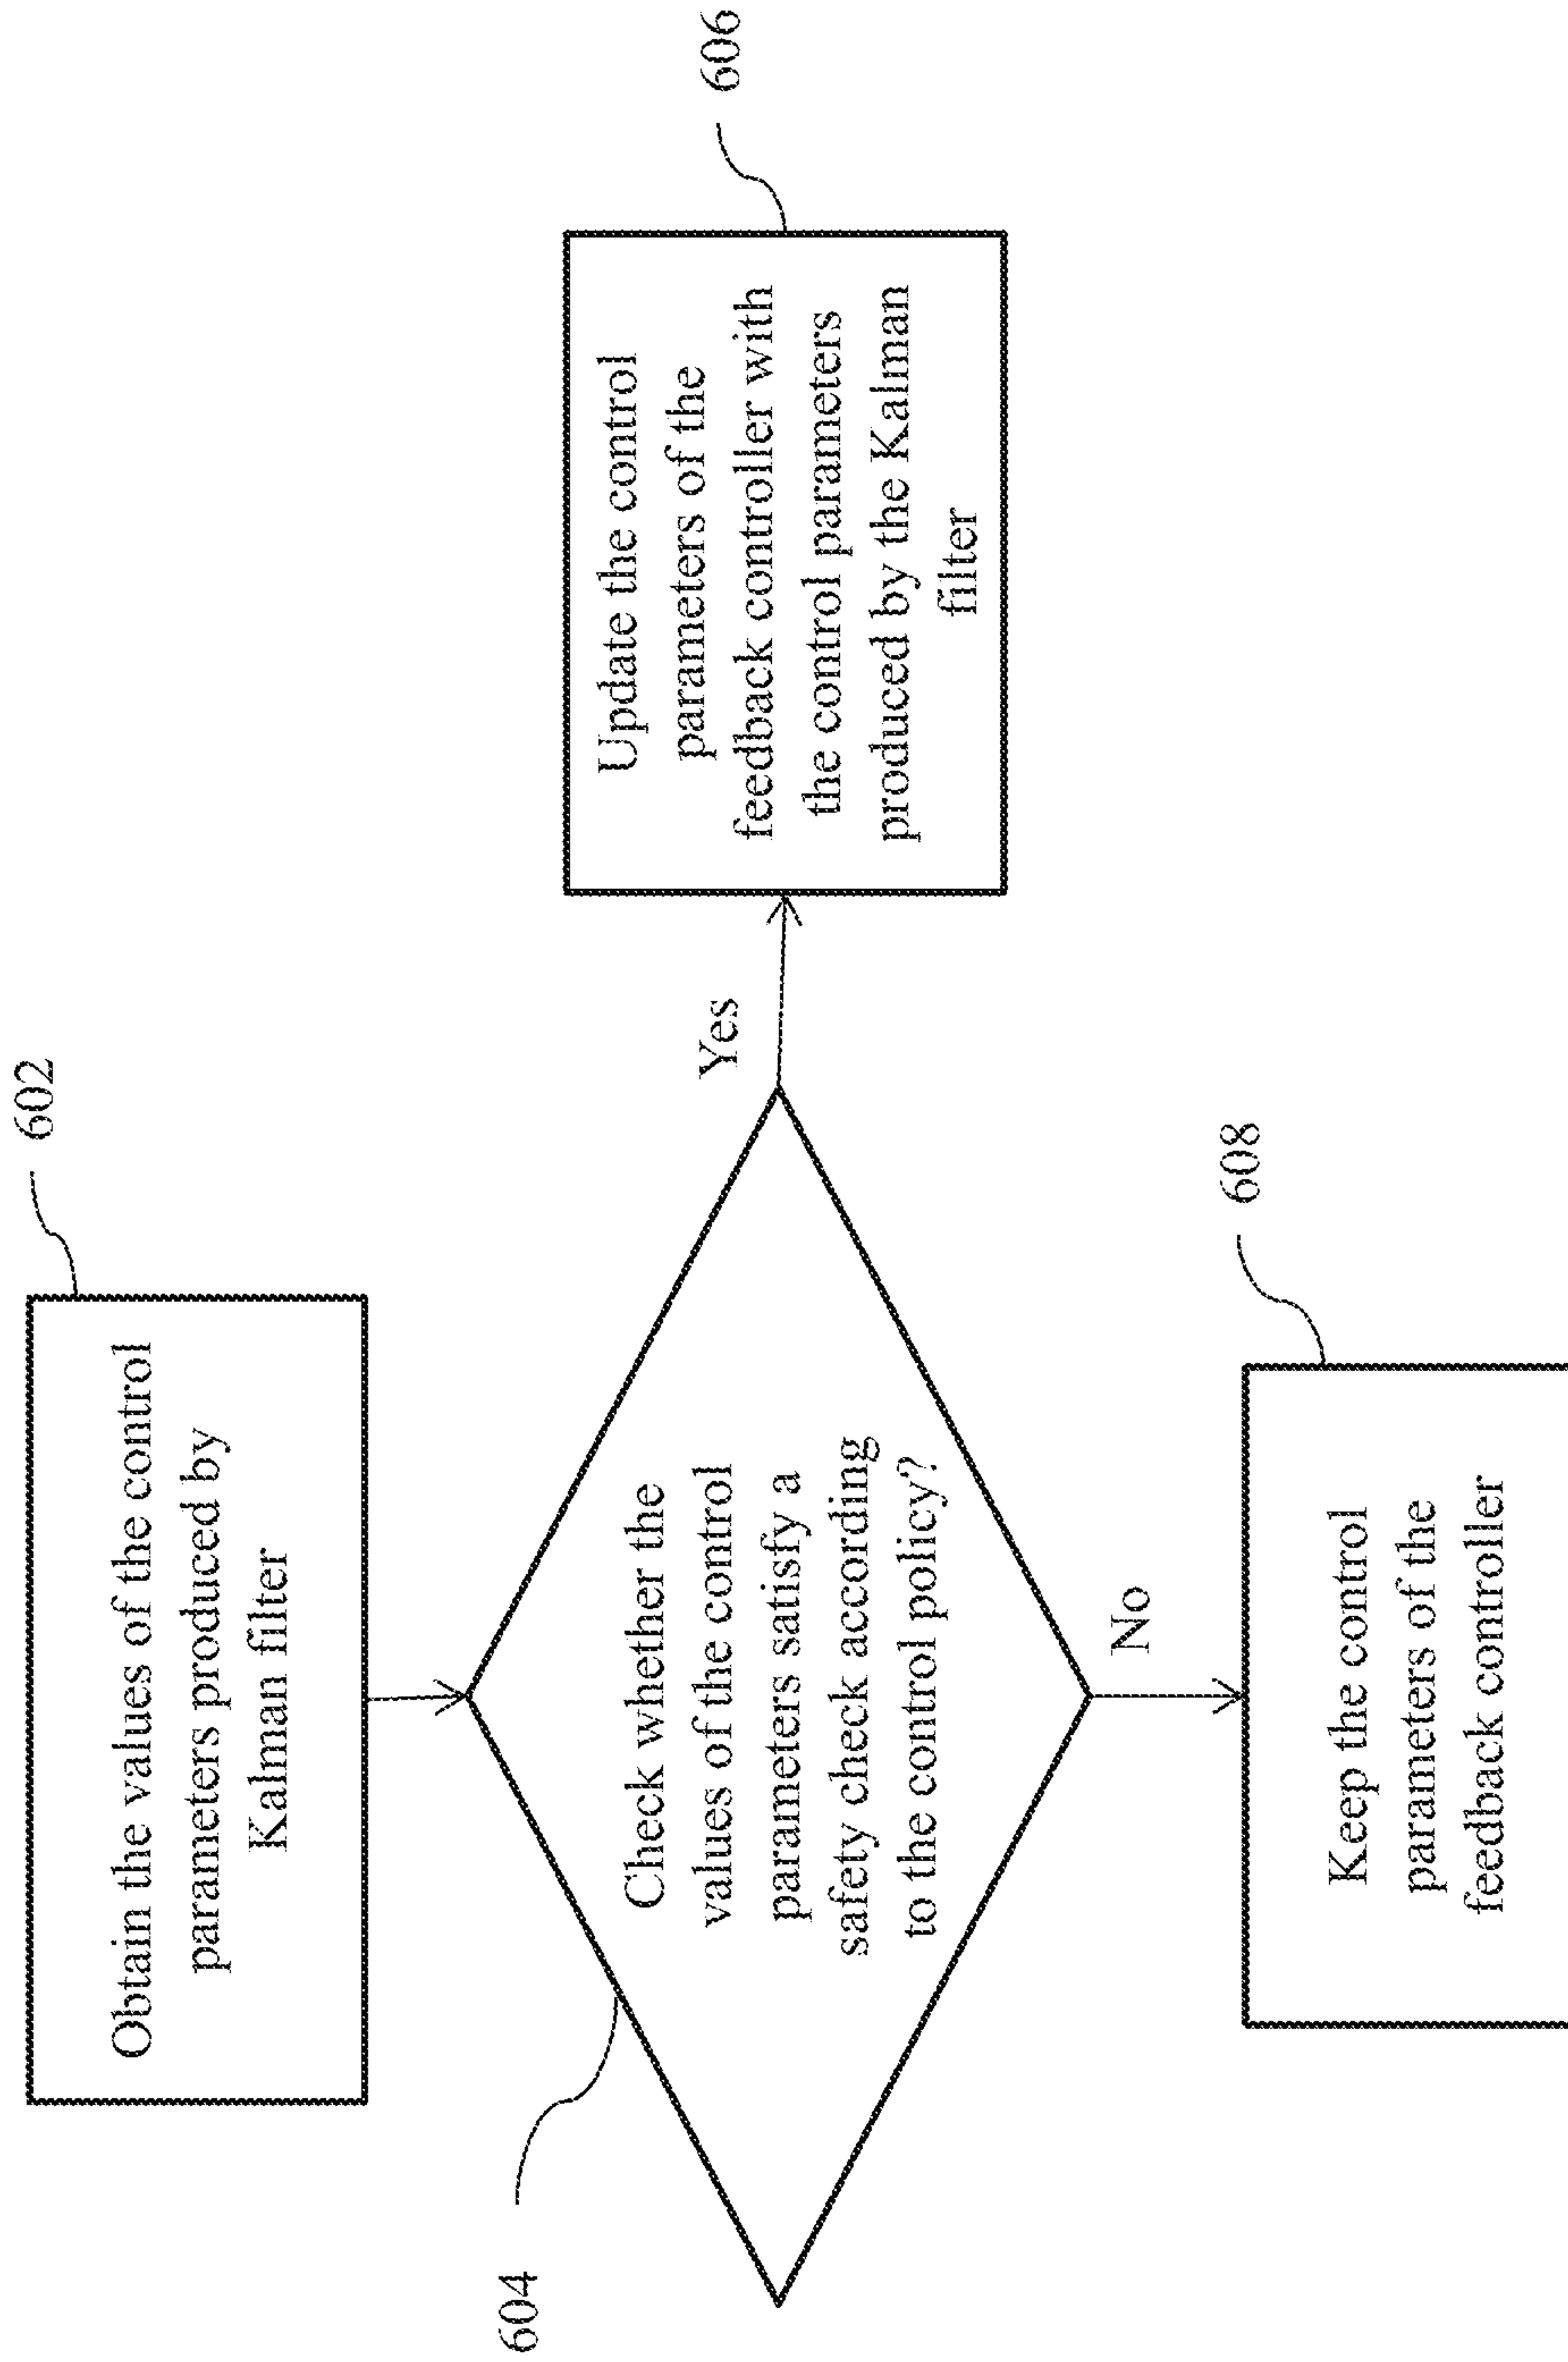 602
Obtain the values of the control
parameters produced by
Kalman filter
604
Check whether the
values of the control
parameters satisfy a
safety check according
to the control policy?
Yes
606
Update the control
parameters of the
feedback controller with
the control parameters
produced by the Kalman
filter
No
608
Keep the control
parameters of the
feedback controller